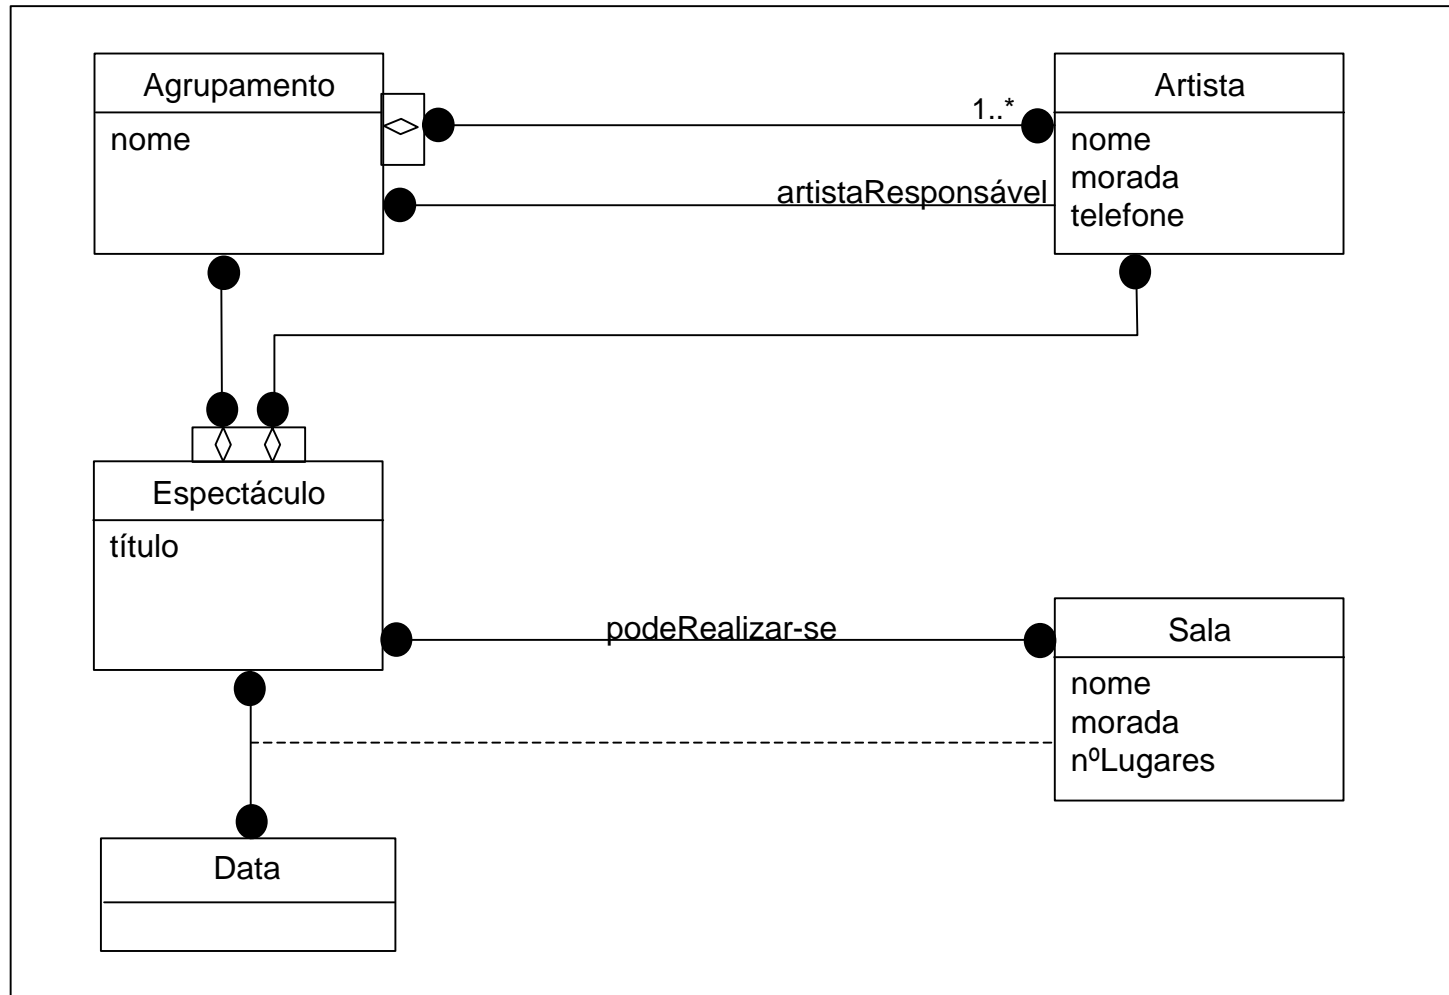 Agrupamento
nome
1..*
artistaResponsável
Artista
nome
morada
telefone
Espectáculo
título
podeRealizar-se
Sala
nome
morada
nºLugares
Data